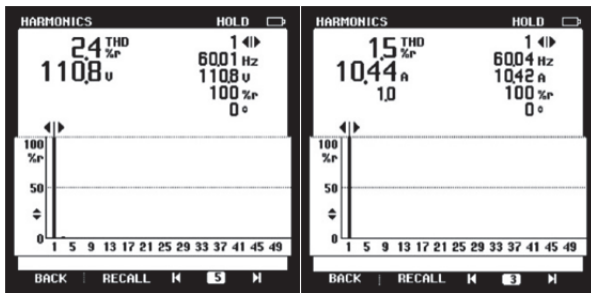 HARMONICS HOLD
2.4 THD %r 1
60.01 Hz
110.8 v 110.8 v
100 %r
0°
100
%r
50
0
1 5 9 13 17 21 25 29 33 37 41 45 49
BACK RECALL 5
HARMONICS HOLD
1.5 THD %r 1
60.04 Hz
10.44 A 10.42 A
1.0 100 %r
0°
100
%r
50
0
1 5 9 13 17 21 25 29 33 37 41 45 49
BACK RECALL 3